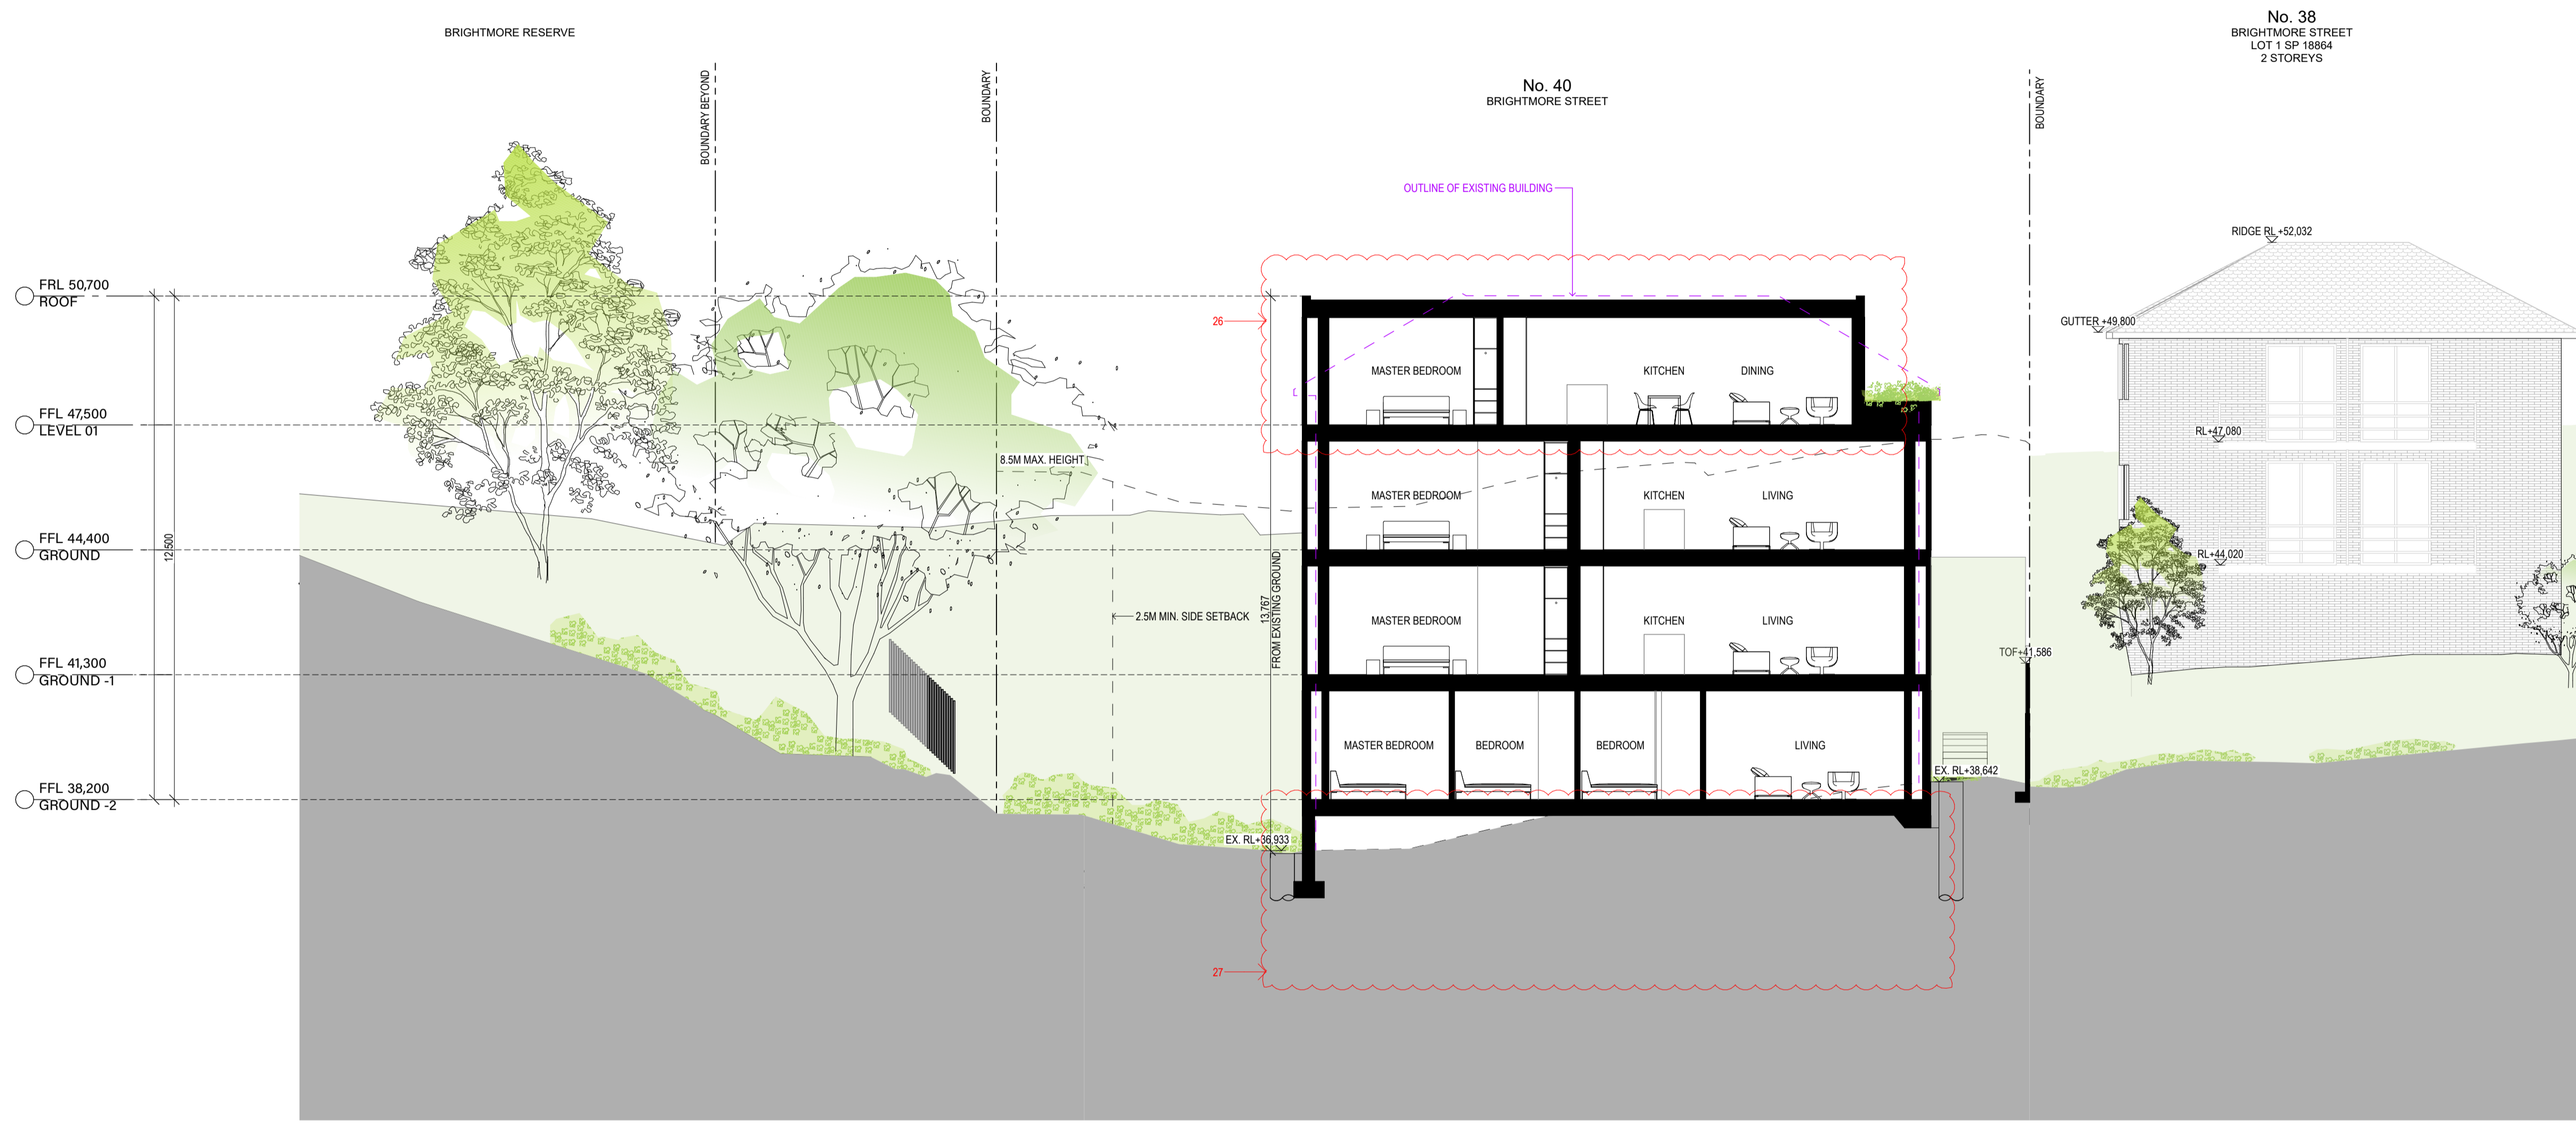 BRIGHTMORE RESERVE
No. 38
BRIGHTMORE STREET
LOT 1 SP 18864
2 STOREYS
No. 40
BRIGHTMORE STREET
BOUNDARY BEYOND
BOUNDARY
BOUNDARY
OUTLINE OF EXISTING BUILDING
RIDGE RL +52,032
FRL 50,700
ROOF
26
GUTTER +49,800
MASTER BEDROOM
KITCHEN
DINING
FFL 47,500
LEVEL 01
RL+47,080
8.5M MAX. HEIGHT
MASTER BEDROOM
KITCHEN
LIVING
FFL 44,400
GROUND
12,500
RL+44,020
13,767
FROM EXISTING GROUND
2.5M MIN. SIDE SETBACK
MASTER BEDROOM
KITCHEN
LIVING
TOF+41,586
FFL 41,300
GROUND -1
MASTER BEDROOM
BEDROOM
BEDROOM
LIVING
EX. RL+38,642
FFL 38,200
GROUND -2
EX. RL+36,933
27